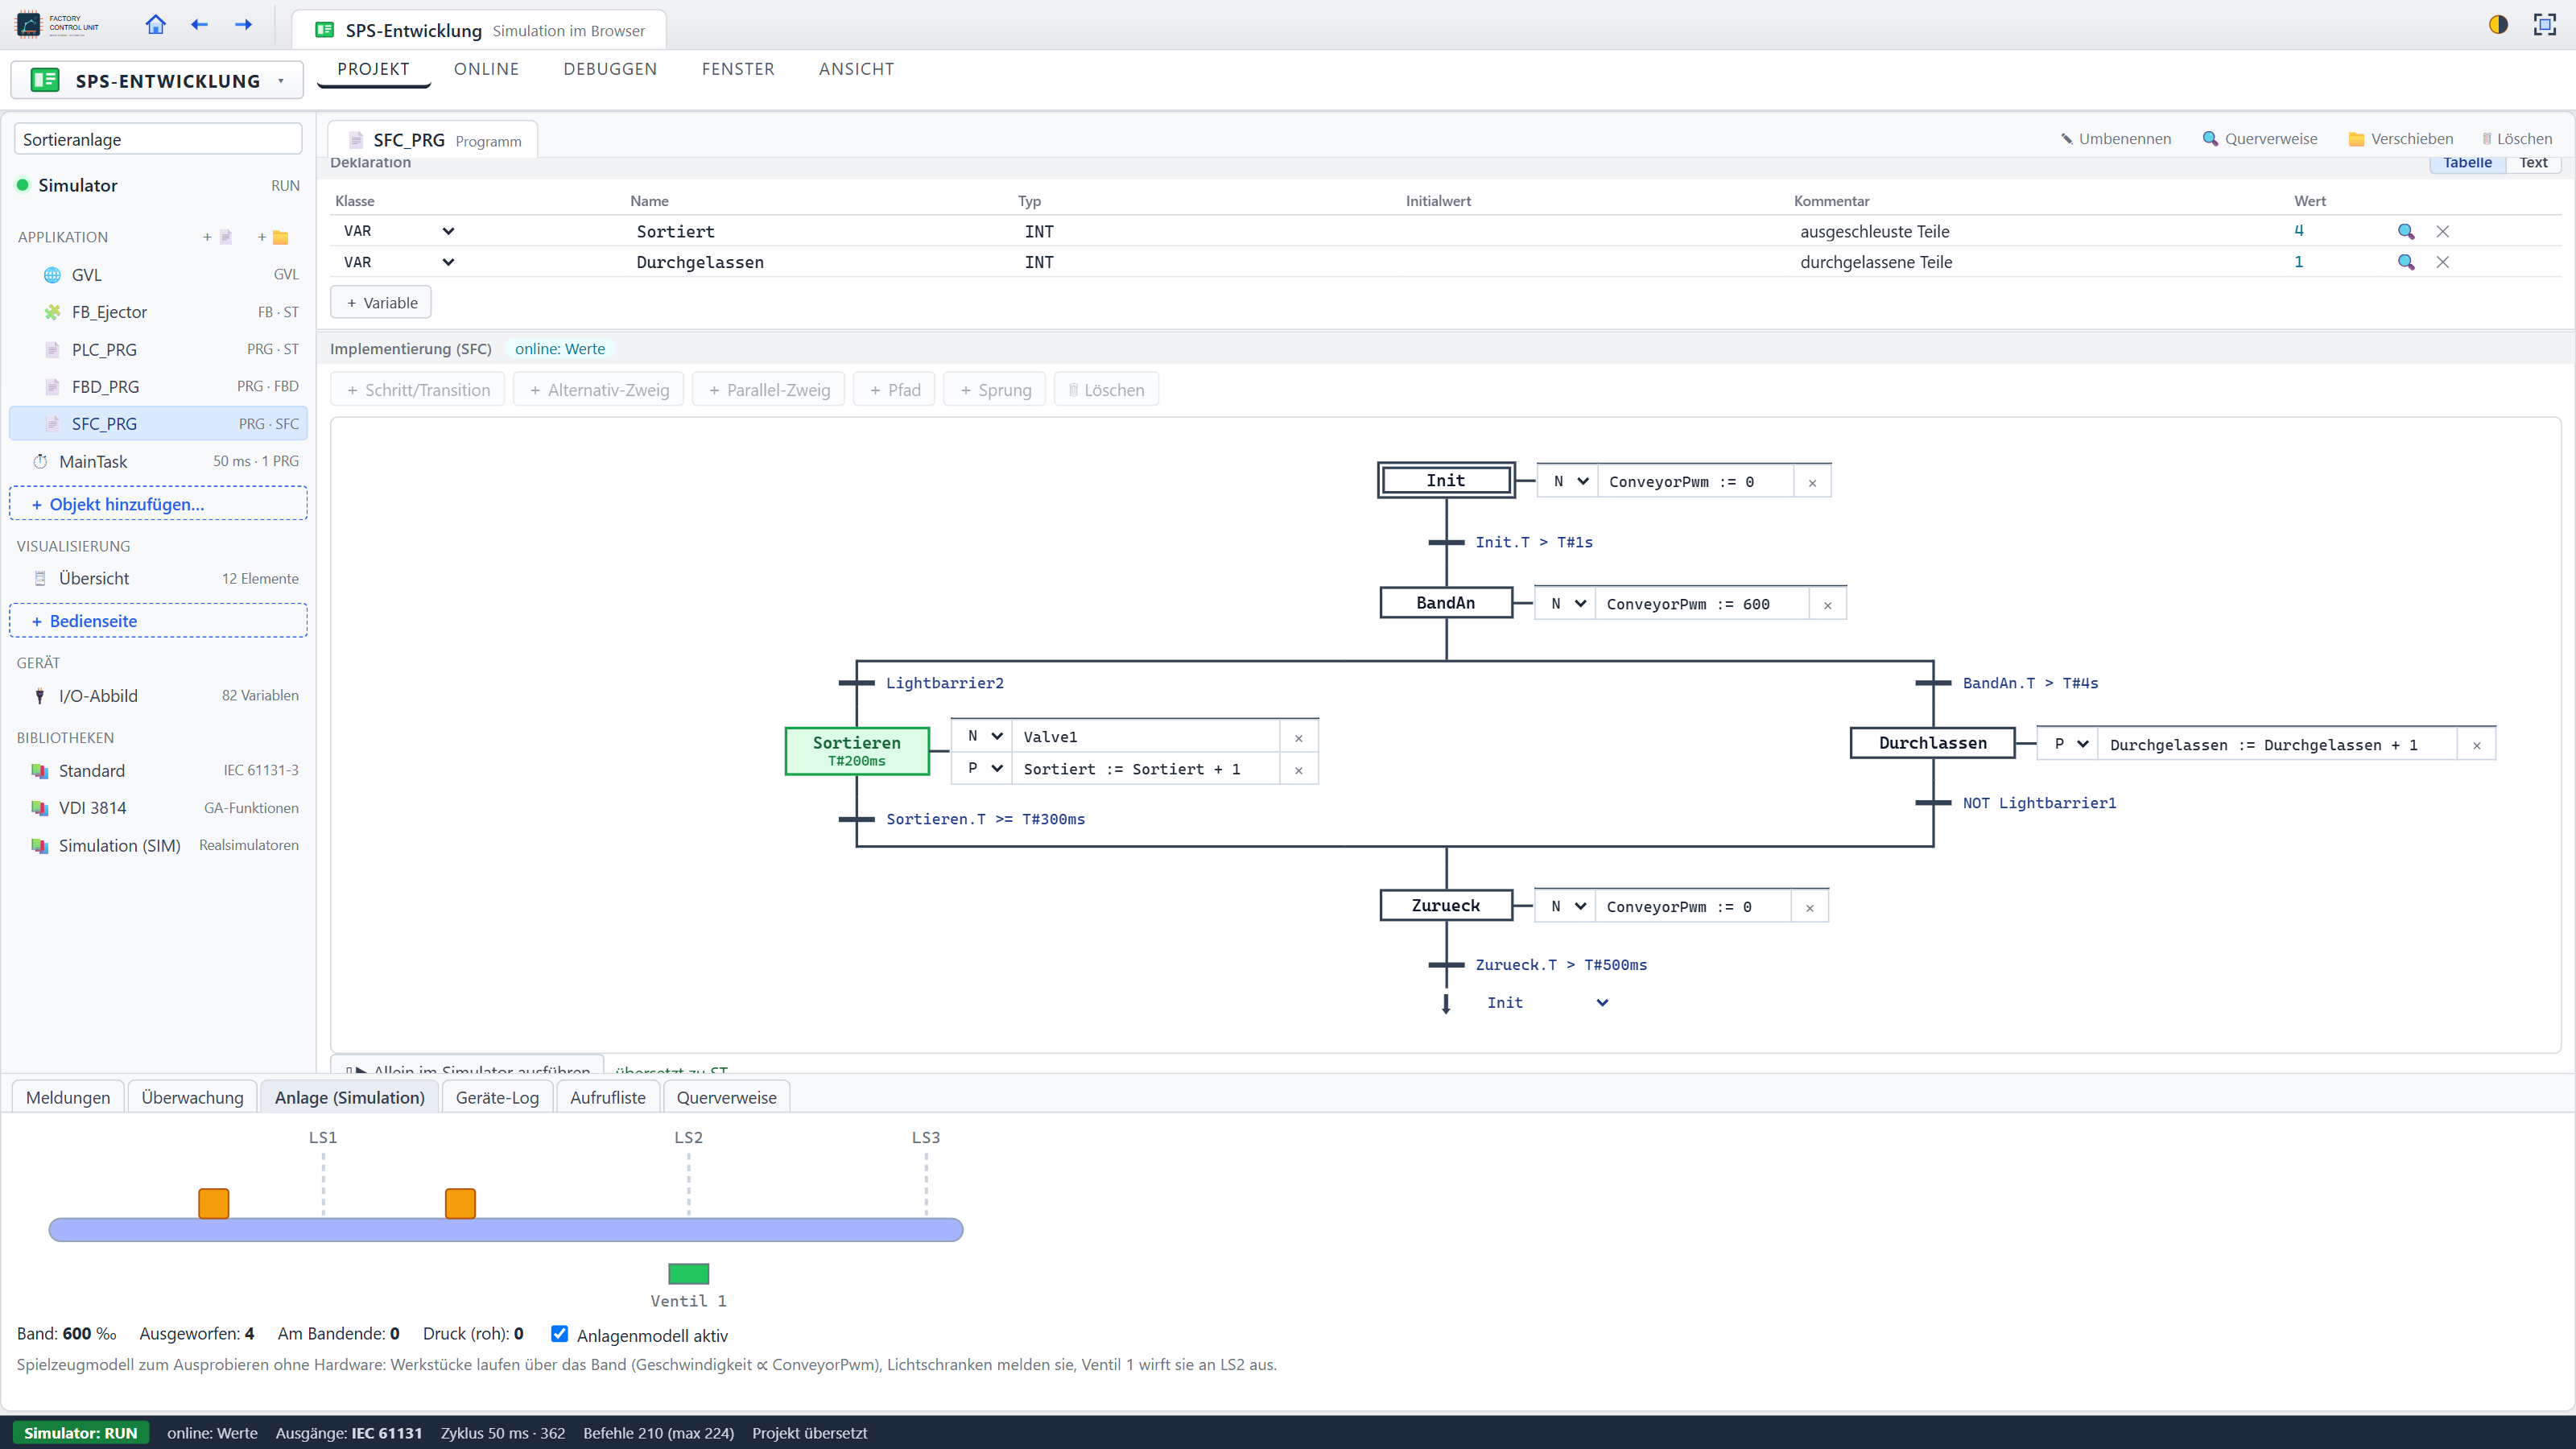 FACTORY
CONTROL UNIT
SPS-Entwicklung Simulation im Browser
SPS-ENTWICKLUNG
PROJEKT ONLINE DEBUGGEN FENSTER ANSICHT
Sortieranlage
Simulator RUN
APPLIKATION + +
GVL GVL
FB_Ejector FB · ST
PLC_PRG PRG · ST
FBD_PRG PRG · FBD
SFC_PRG PRG · SFC
MainTask 50 ms · 1 PRG
+ Objekt hinzufügen...
VISUALISIERUNG
Übersicht 12 Elemente
+ Bedienseite
GERÄT
I/O-Abbild 82 Variablen
BIBLIOTHEKEN
Standard IEC 61131-3
VDI 3814 GA-Funktionen
Simulation (SIM) Realsimulatoren
SFC_PRG Programm
Umbenennen Querverweise Verschieben Löschen
Deklaration Tabelle Text
Klasse Name Typ Initialwert Kommentar Wert
VAR Sortiert INT ausgeschleuste Teile 4
VAR Durchgelassen INT durchgelassene Teile 1
+ Variable
Implementierung (SFC) online: Werte
+ Schritt/Transition + Alternativ-Zweig + Parallel-Zweig + Pfad + Sprung Löschen
Init N ConveyorPwm := 0 ×
Init.T > T#1s
BandAn N ConveyorPwm := 600 ×
Lightbarrier2 BandAn.T > T#4s
Sortieren T#200ms N Valve1 ×
P Sortiert := Sortiert + 1 ×
Durchlassen P Durchgelassen := Durchgelassen + 1 ×
Sortieren.T >= T#300ms NOT Lightbarrier1
Zurueck N ConveyorPwm := 0 ×
Zurueck.T > T#500ms
Init
Allein im Simulator ausführen übersetzt zu ST
Meldungen Überwachung Anlage (Simulation) Geräte-Log Aufrufliste Querverweise
LS1 LS2 LS3
Ventil 1
Band: 600 ‰ Ausgeworfen: 4 Am Bandende: 0 Druck (roh): 0 Anlagenmodell aktiv
Spielzeugmodell zum Ausprobieren ohne Hardware: Werkstücke laufen über das Band (Geschwindigkeit ∝ ConveyorPwm), Lichtschranken melden sie, Ventil 1 wirft sie an LS2 aus.
Simulator: RUN online: Werte Ausgänge: IEC 61131 Zyklus 50 ms · 362 Befehle 210 (max 224) Projekt übersetzt